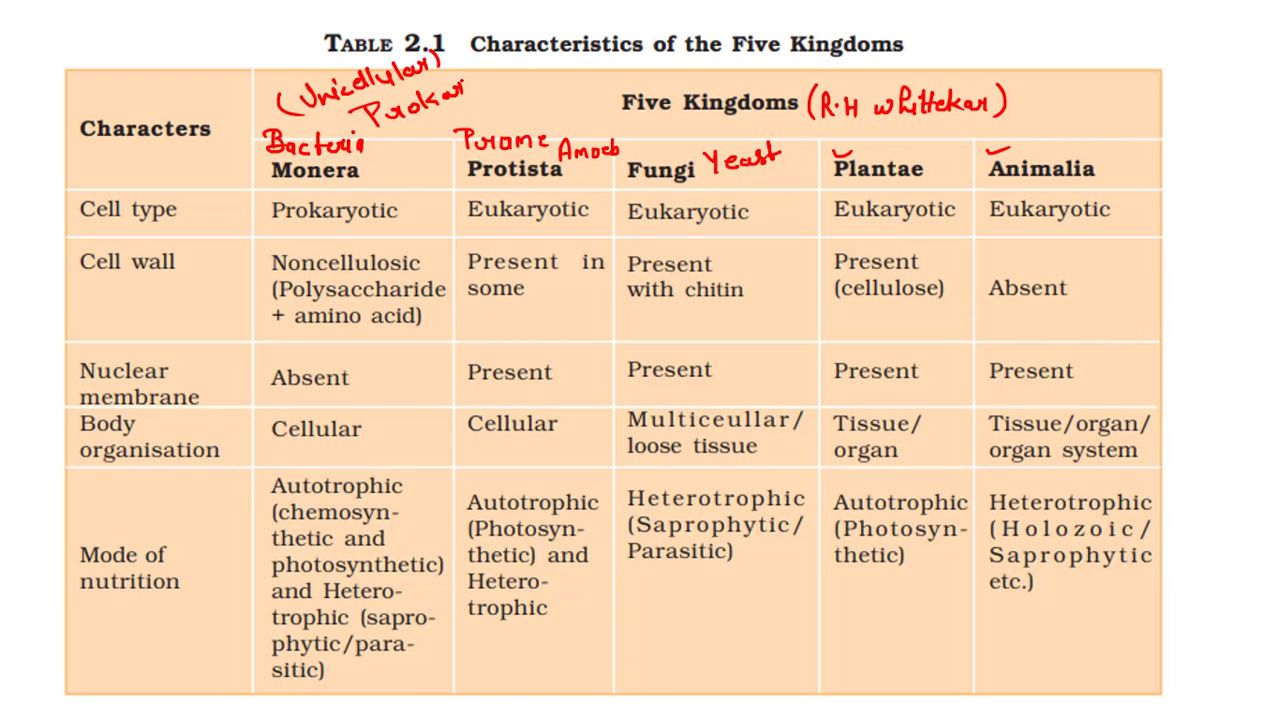 TABLE 2.1 Characteristics of the Five Kingdoms
(Unicellular)
Prokar
Characters
Five Kingdoms (R.H Whittekar)
Bacteria
Amoeb
Yeast
Monera Protista Fungi Plantae Animalia
Cell type Prokaryotic Eukaryotic Eukaryotic Eukaryotic Eukaryotic
Cell wall
Noncellulosic
(Polysaccharide
+ amino acid)
Present in
some
Present
with chitin
Present
(cellulose)
Absent
Nuclear
membrane
Absent
Present
Present
Present
Present
Body
organisation
Cellular
Cellular
Multiceullar/
loose tissue
Tissue/
organ
Tissue/organ/
organ system
Mode of
nutrition
Autotrophic
(chemosyn-
thetic and
photosynthetic)
and Hetero-
trophic (sapro-
phytic/para-
sitic)
Autotrophic
(Photosyn-
thetic) and
Hetero-
trophic
Heterotrophic
(Saprophytic/
Parasitic)
Autotrophic
(Photosyn-
thetic)
Heterotrophic
(Holozoic/
Saprophytic
etc.)